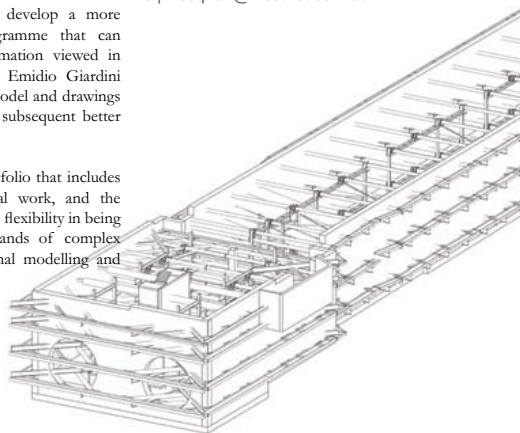 develop a more
gramme that can
mation viewed in
Emidio Giardini
odel and drawings
subsequent better
folio that includes
al work, and the
flexibility in being
ands of complex
nal modelling and